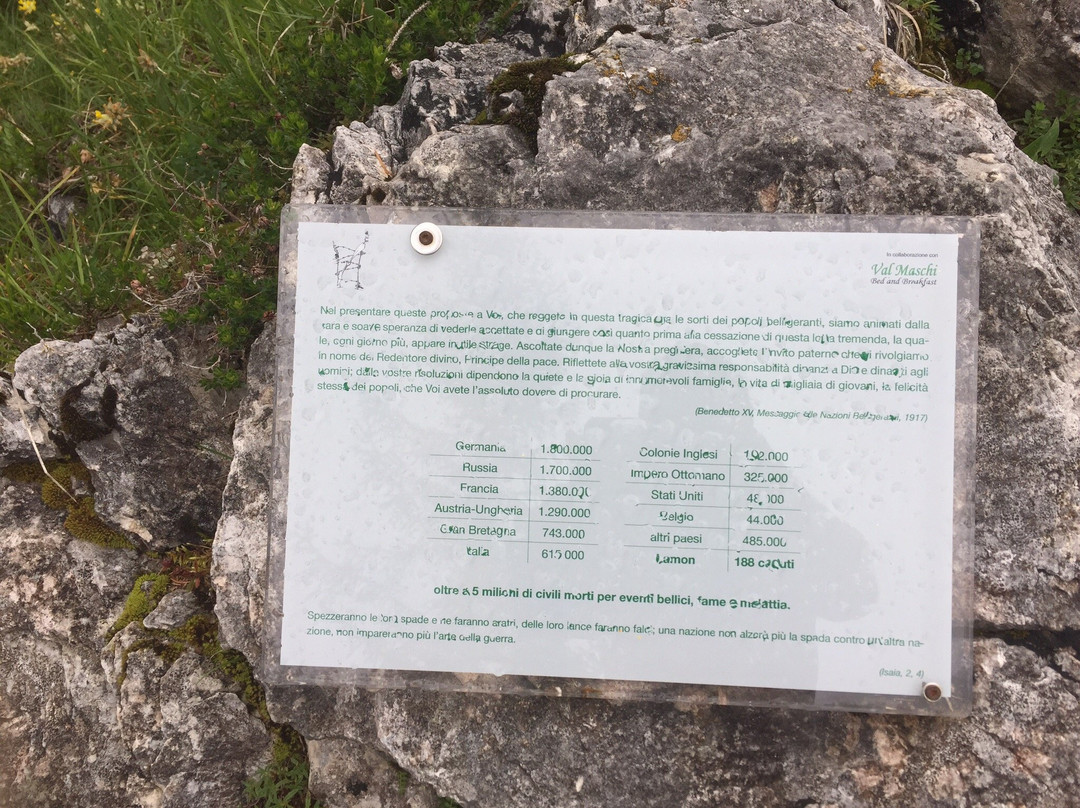 In collaborazione con
Val Maschi
Bed and Breakfast
Nel presentare queste proposte a Voi, che reggete in questa tragica ora le sorti dei popoli belligeranti, siamo animati dalla
cara e soave speranza di vederle accettate e di giungere così quanto prima alla cessazione di questa lotta tremenda, la qua-
le, ogni giorno più, appare inutile strage. Ascoltate dunque la Nostra preghiera, accogliete l'invito paterno che vi rivolgiamo
in nome del Redentore divino, Principe della pace. Riflettete alla vostra gravissima responsabilità dinanzi a Dio e dinanzi agli
uomini; dalle vostre risoluzioni dipendono la quiete e la gioia di innumerevoli famiglie, la vita di migliaia di giovani, la felicità
stessa dei popoli, che Voi avete l'assoluto dovere di procurare.
(Benedetto XV, Messaggio alle Nazioni Belligeranti, 1917)
Germania 1.800.000
Russia 1.700.000
Francia 1.380.000
Austria-Ungheria 1.290.000
Gran Bretagna 743.000
Italia 615.000
Colonie Inglesi 192.000
Impero Ottomano 325.000
Stati Uniti
Belgio 44.000
altri paesi 485.000
Lamon 188 caduti
oltre a 5 milioni di civili morti per eventi bellici, fame e malattia.
Spezzeranno le loro spade e ne faranno aratri, delle loro lance faranno falci; una nazione non alzerà più la spada contro un'altra na-
zione, non impareranno più l'arte della guerra.
(Isaia, 2, 4)